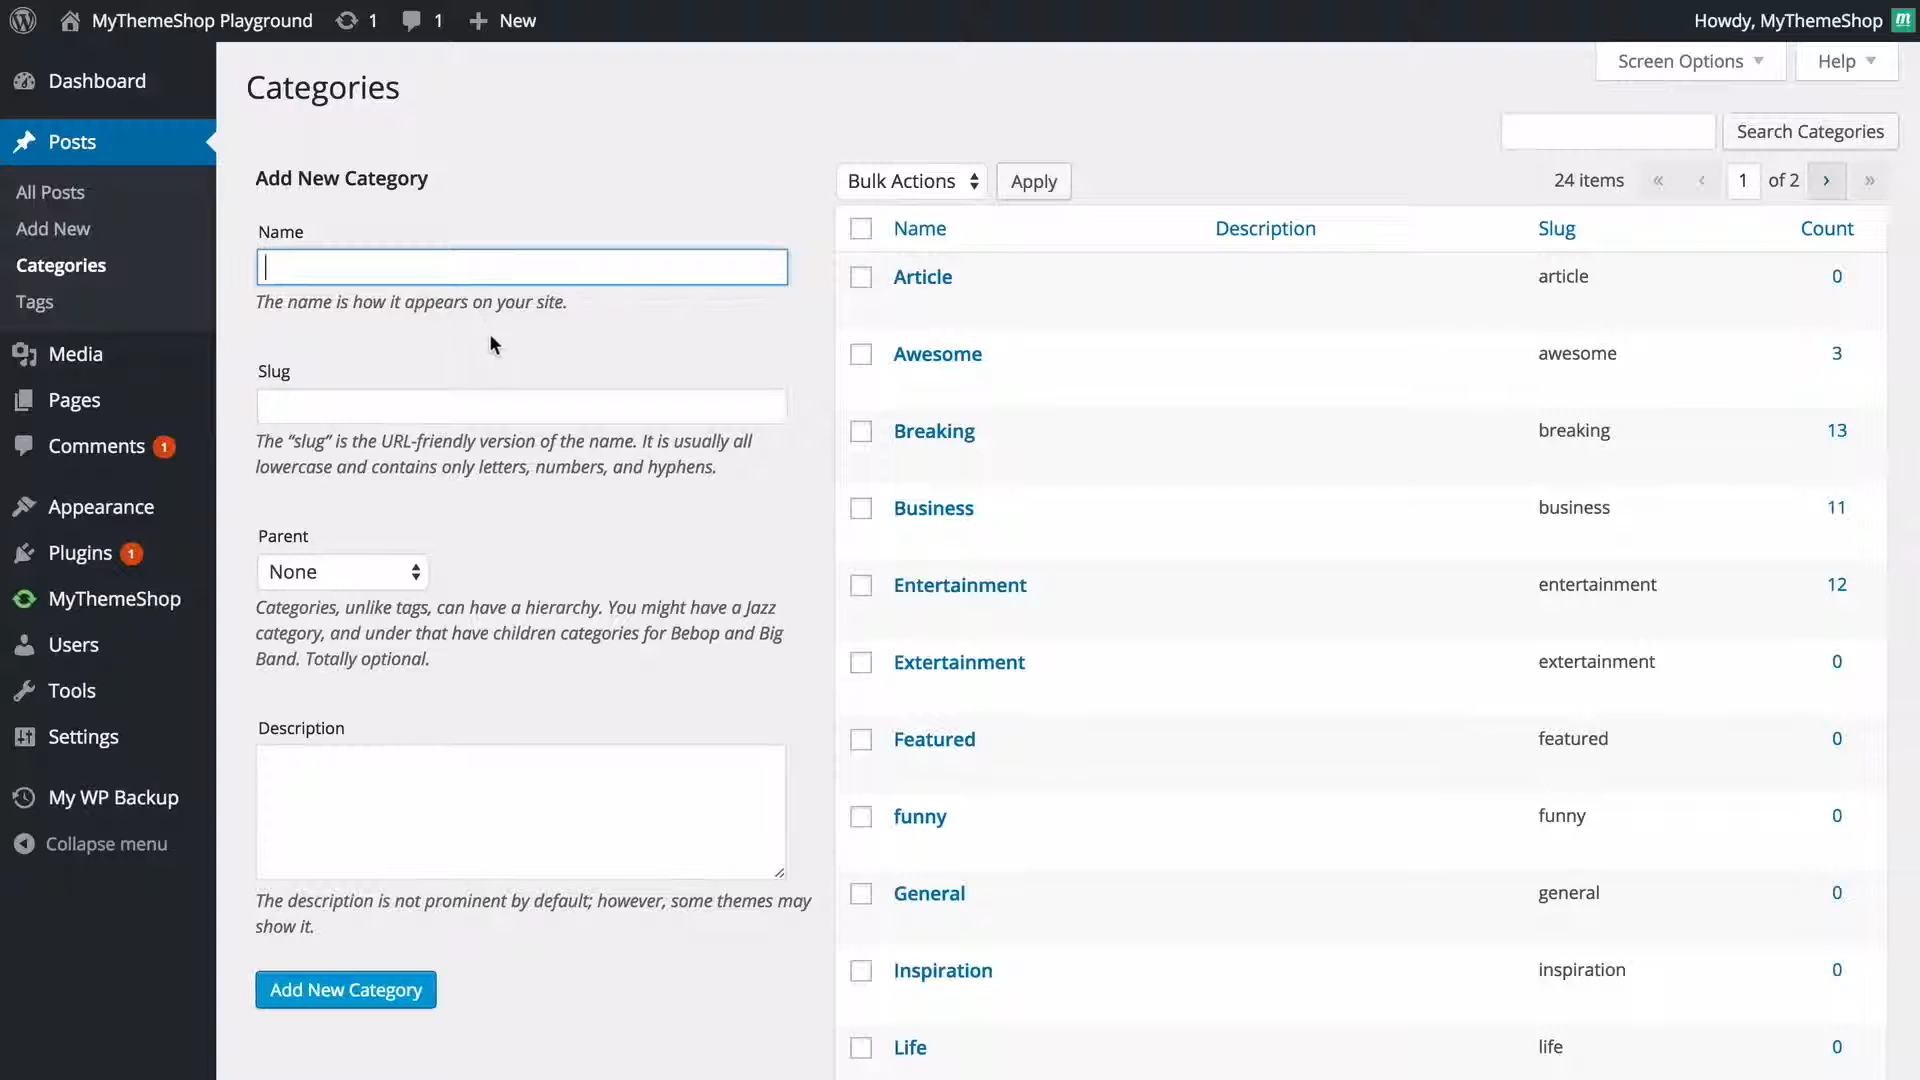 MyThemeShop Playground 1 1 New
Howdy, MyThemeShop
Dashboard
Posts
All Posts
Add New
Categories
Tags
Media
Pages
Comments 1
Appearance
Plugins 1
MyThemeShop
Users
Tools
Settings
My WP Backup
Collapse menu
Screen Options
Help
Categories
Search Categories
Add New Category
Name
The name is how it appears on your site.
Slug
The “slug” is the URL-friendly version of the name. It is usually all
lowercase and contains only letters, numbers, and hyphens.
Parent
None
Categories, unlike tags, can have a hierarchy. You might have a Jazz
category, and under that have children categories for Bebop and Big
Band. Totally optional.
Description
The description is not prominent by default; however, some themes may
show it.
Add New Category
Bulk Actions Apply
24 items « ‹ 1 of 2 › »
Name Description Slug Count
Article article 0
Awesome awesome 3
Breaking breaking 13
Business business 11
Entertainment entertainment 12
Extertainment extertainment 0
Featured featured 0
funny funny 0
General general 0
Inspiration inspiration 0
Life life 0